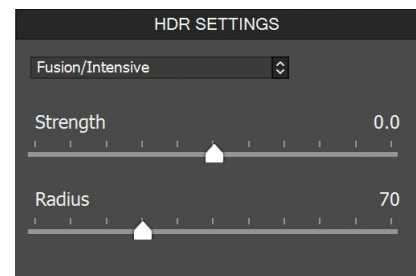 HDR SETTINGS
Fusion/Intensive
Strength 0.0
Radius 70